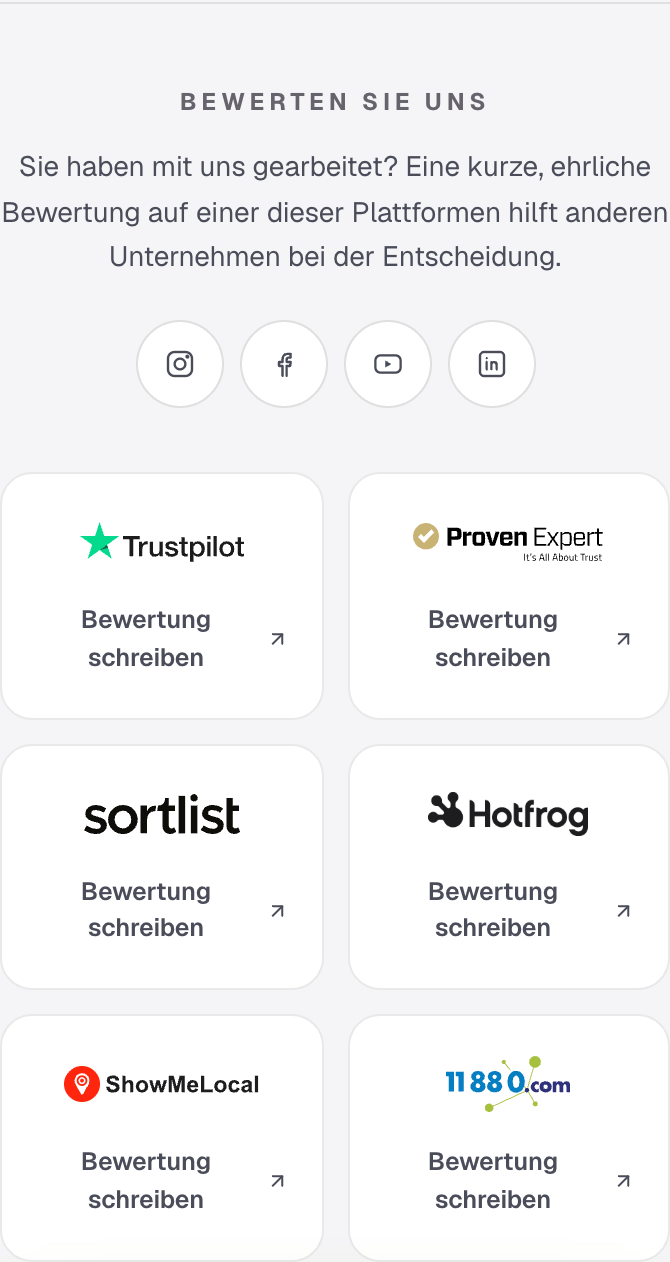 BEWERTEN SIE UNS
Sie haben mit uns gearbeitet? Eine kurze, ehrliche
Bewertung auf einer dieser Plattformen hilft anderen
Unternehmen bei der Entscheidung.
in
Trustpilot
Bewertung
schreiben
Proven Expert
It's All About Trust
Bewertung
schreiben
sortlist
Bewertung
schreiben
Hotfrog
Bewertung
schreiben
ShowMeLocal
Bewertung
schreiben
11880.com
Bewertung
schreiben